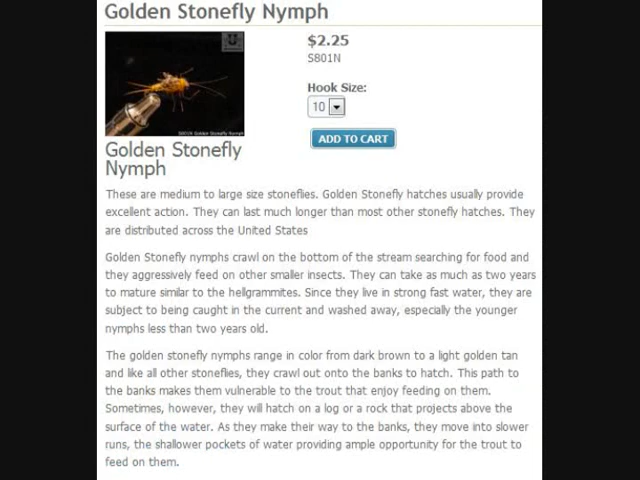 Golden Stonefly Nymph
$2.25
S801N
Hook Size:
10
ADD TO CART
S801N Golden Stonefly Nymph
Golden Stonefly
Nymph
These are medium to large size stoneflies. Golden Stonefly hatches usually provide
excellent action. They can last much longer than most other stonefly hatches. They
are distributed across the United States
Golden Stonefly nymphs crawl on the bottom of the stream searching for food and
they aggressively feed on other smaller insects. They can take as much as two years
to mature similar to the hellgrammites. Since they live in strong fast water, they are
subject to being caught in the current and washed away, especially the younger
nymphs less than two years old.
The golden stonefly nymphs range in color from dark brown to a light golden tan
and like all other stoneflies, they crawl out onto the banks to hatch. This path to
the banks makes them vulnerable to the trout that enjoy feeding on them.
Sometimes, however, they will hatch on a log or a rock that projects above the
surface of the water. As they make their way to the banks, they move into slower
runs, the shallower pockets of water providing ample opportunity for the trout to
feed on them.